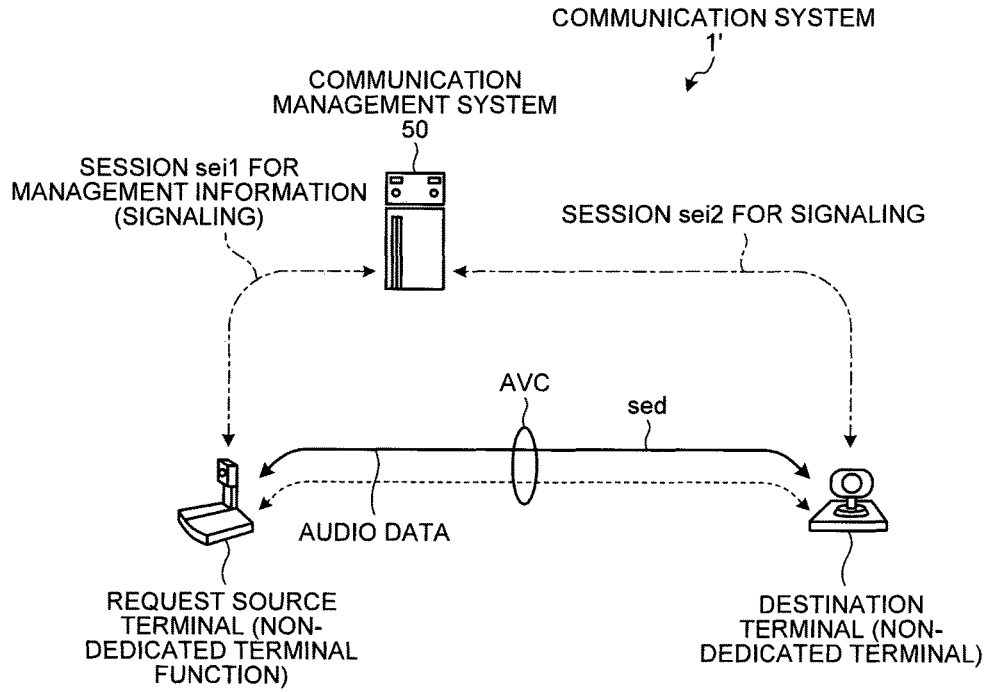 COMMUNICATION SYSTEM
1'
COMMUNICATION
MANAGEMENT SYSTEM
50
SESSION sei1 FOR
MANAGEMENT INFORMATION
(SIGNALING)
SESSION sei2 FOR SIGNALING
AVC
sed
AUDIO DATA
REQUEST SOURCE
TERMINAL (NON-
DEDICATED TERMINAL
FUNCTION)
DESTINATION
TERMINAL (NON-
DEDICATED TERMINAL)